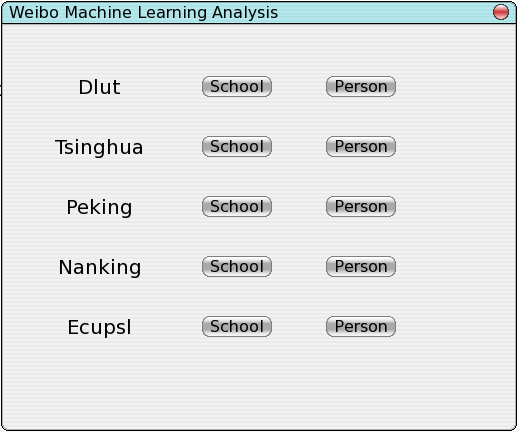 Weibo Machine Learning Analysis
Dlut School Person
Tsinghua School Person
Peking School Person
Nanking School Person
Ecupsl School Person